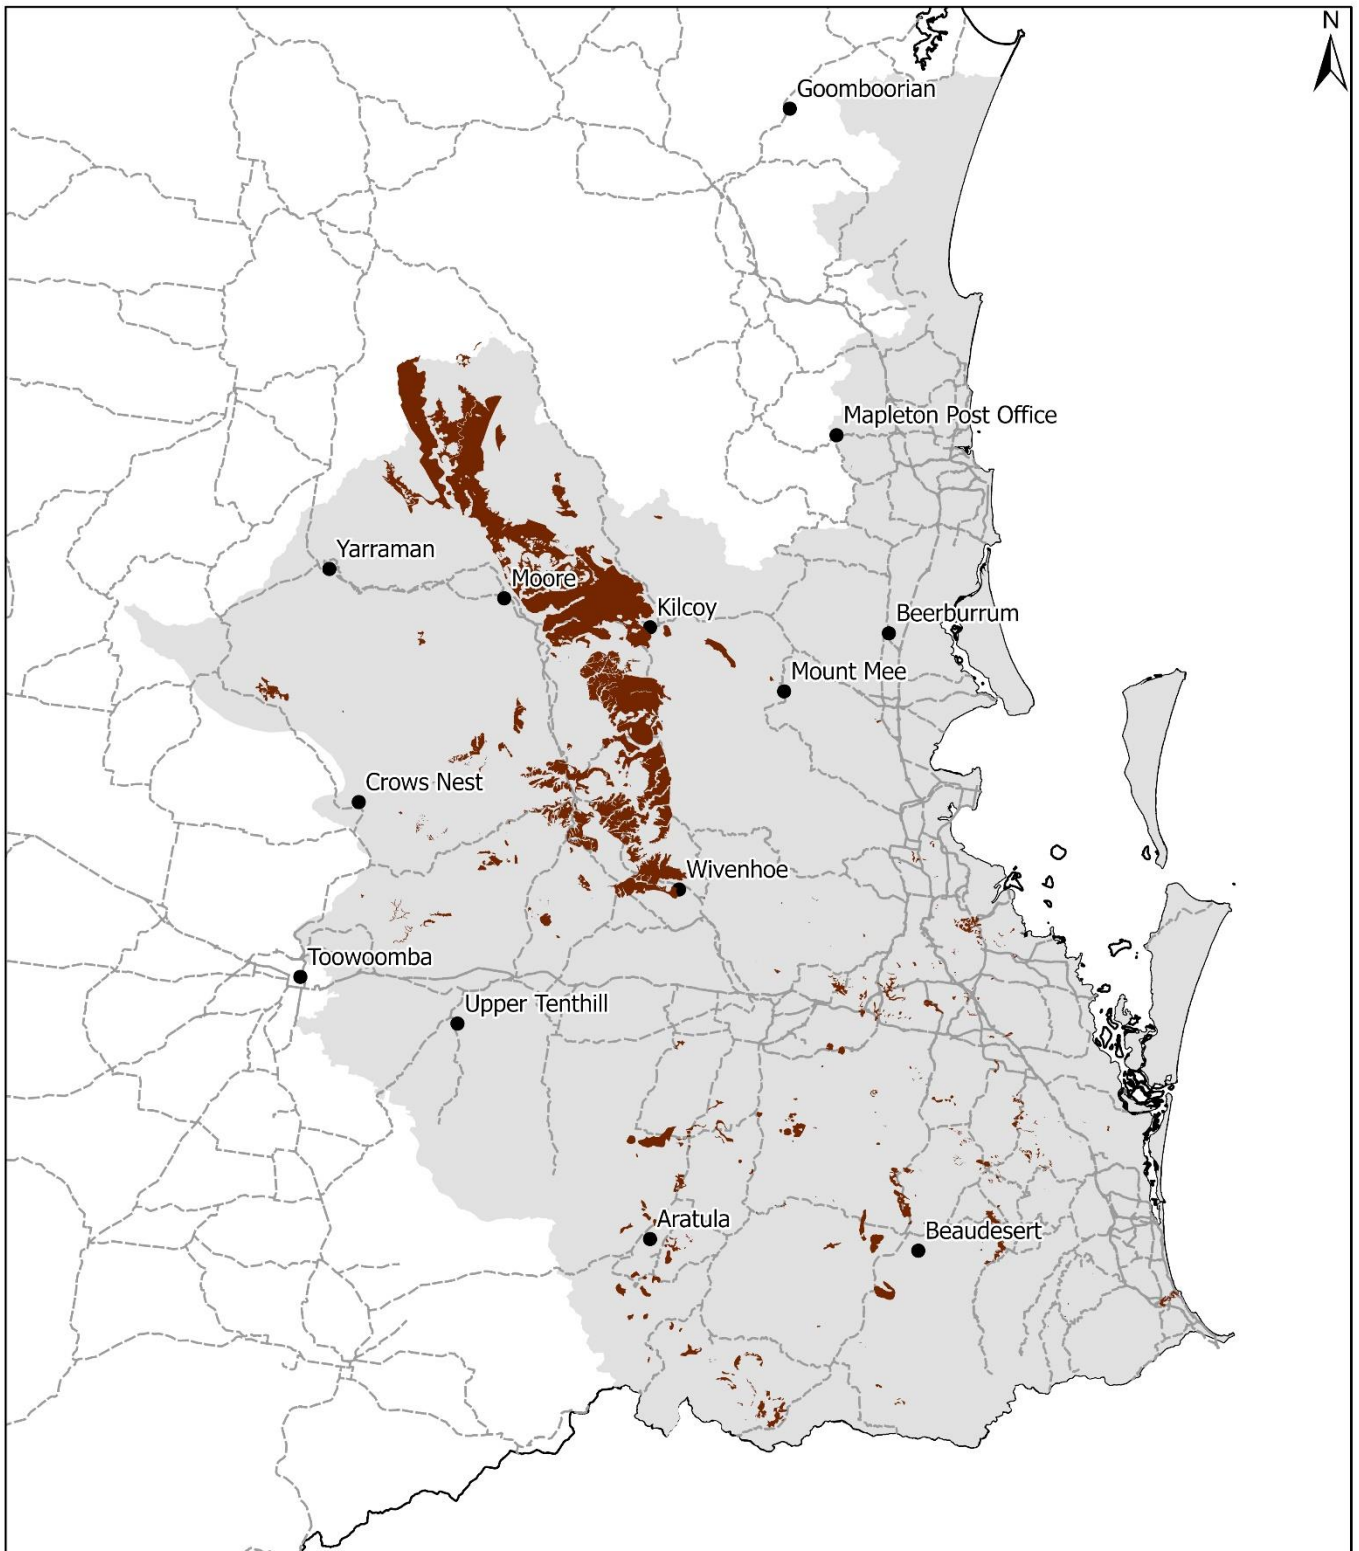 N
Goomboorian
Mapleton Post Office
Yarraman
Moore
Kilcoy
Beerburrum
Mount Mee
Crows Nest
Wivenhoe
Toowoomba
Upper Tenthill
Aratula
Beaudesert